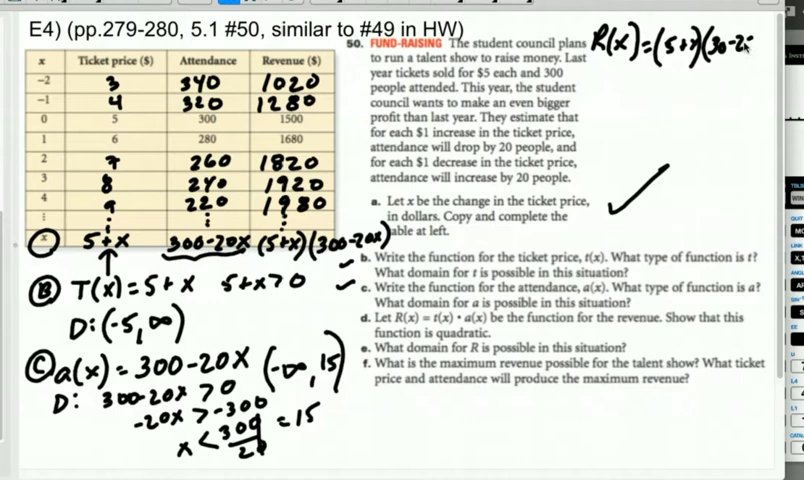 E4) (pp.279-280, 5.1 #50, similar to #49 in HW)
x Ticket price ($) Attendance Revenue ($)
-2 3 340 1020
-1 4 320 1280
0 5 300 1500
1 6 280 1680
2 7 260 1820
3 8 240 1920
4 9 220 1980
⋮ ⋮ ⋮ ⋮
x 5+x 300-20x (5+x)(300-20x)
B T(x)=5+x 5+x>0
D: (-5, ∞)
C a(x)=300-20x (-∞, 15)
D: 300-20x>0
-20x>-300
x<300/20 =15
50. FUND-RAISING The student council plans
to run a talent show to raise money. Last
year tickets sold for $5 each and 300
people attended. This year, the student
council wants to make an even bigger
profit than last year. They estimate that
for each $1 increase in the ticket price,
attendance will drop by 20 people, and
for each $1 decrease in the ticket price,
attendance will increase by 20 people.
a. Let x be the change in the ticket price,
in dollars. Copy and complete the
able at left.
b. Write the function for the ticket price, t(x). What type of function is t?
What domain for t is possible in this situation?
c. Write the function for the attendance, a(x). What type of function is a?
What domain for a is possible in this situation?
d. Let R(x) = t(x) • a(x) be the function for the revenue. Show that this
function is quadratic.
e. What domain for R is possible in this situation?
f. What is the maximum revenue possible for the talent show? What ticket
price and attendance will produce the maximum revenue?
R(x)=(5+x)(30-2